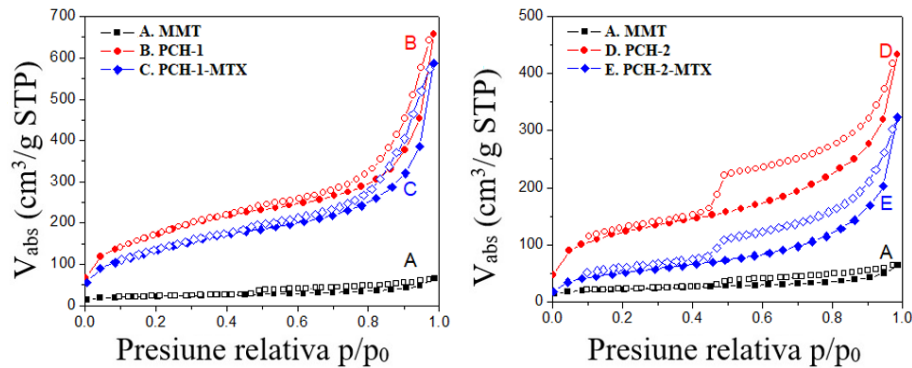 700
600
500
400
300
200
100
0
V_abs (cm³/g STP)
A. MMT
B. PCH-1
C. PCH-1-MTX
B
C
A
0.0 0.2 0.4 0.6 0.8 1.0
Presiune relativa p/p₀
500
400
300
200
100
0
V_abs (cm³/g STP)
A. MMT
D. PCH-2
E. PCH-2-MTX
D
E
A
0.0 0.2 0.4 0.6 0.8 1.0
Presiune relativa p/p₀